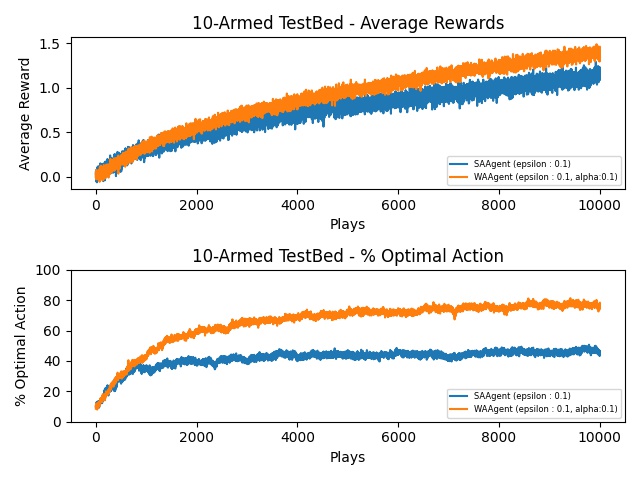 10-Armed TestBed - Average Rewards
1.5
1.0
0.5
0.0
Average Reward
SAAgent (epsilon : 0.1)
WAAgent (epsilon : 0.1, alpha:0.1)
0 2000 4000 6000 8000 10000
Plays
10-Armed TestBed - % Optimal Action
100
80
60
40
20
0
% Optimal Action
SAAgent (epsilon : 0.1)
WAAgent (epsilon : 0.1, alpha:0.1)
0 2000 4000 6000 8000 10000
Plays